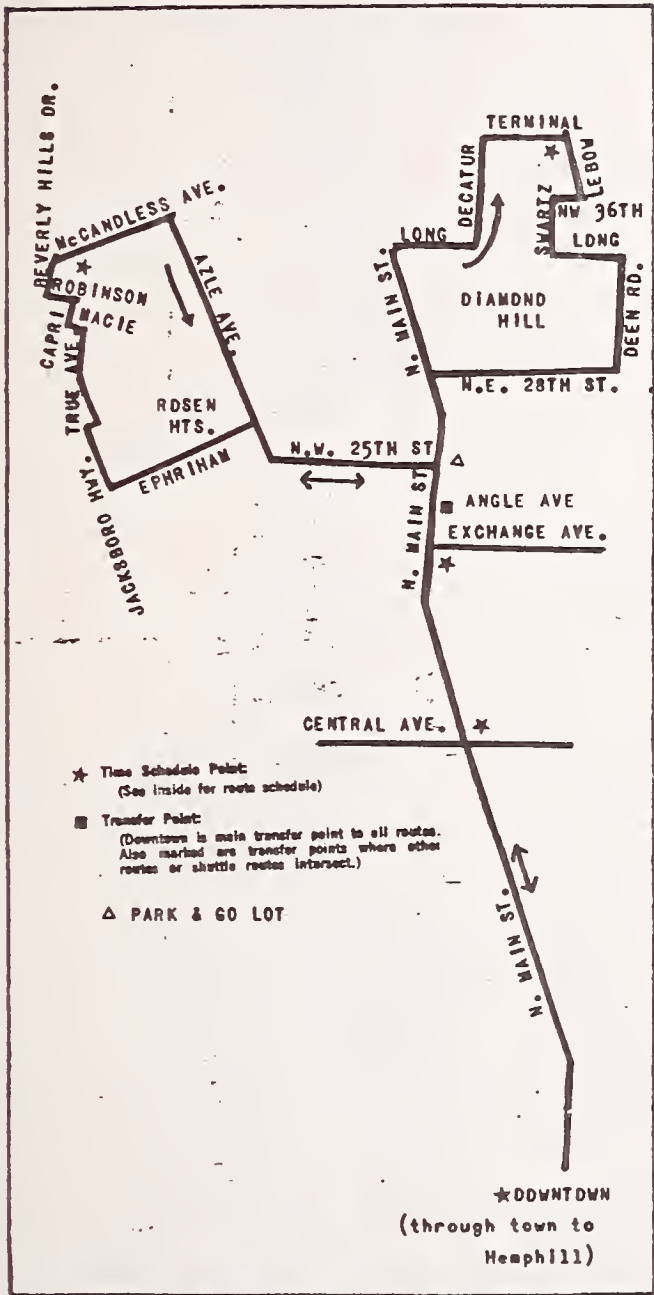 TERMINAL
BEVERLY HILLS DR.
DECATUR
LEBOW
SWARTZ
NW 36TH
McCANDLESS AVE.
LONG
LONG
AZLE AVE.
N. MAIN ST.
ROBINSON
CAPRI
MACIE
DIAMOND
HILL
DEEN RD.
TRUE AVE.
N.E. 28TH ST.
ROSEN
HTS.
N.W. 25TH ST
EPHRIHAM
JACKSBORO HWY.
N. MAIN ST
ANGLE AVE
EXCHANGE AVE.
CENTRAL AVE.
Time Schedule Point:
(See inside for route schedule)
Transfer Point:
(Downtown is main transfer point to all routes.
Also marked are transfer points where other
routes or shuttle routes intersect.)
PARK & GO LOT
N. MAIN ST.
DOWNTOWN
(through town to
Hemphill)